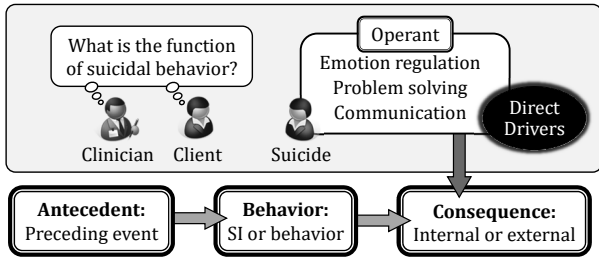 What is the function
of suicidal behavior?
Clinician
Client
Suicide
Operant
Emotion regulation
Problem solving
Communication
Direct
Drivers
Antecedent:
Preceding event
Behavior:
SI or behavior
Consequence:
Internal or external